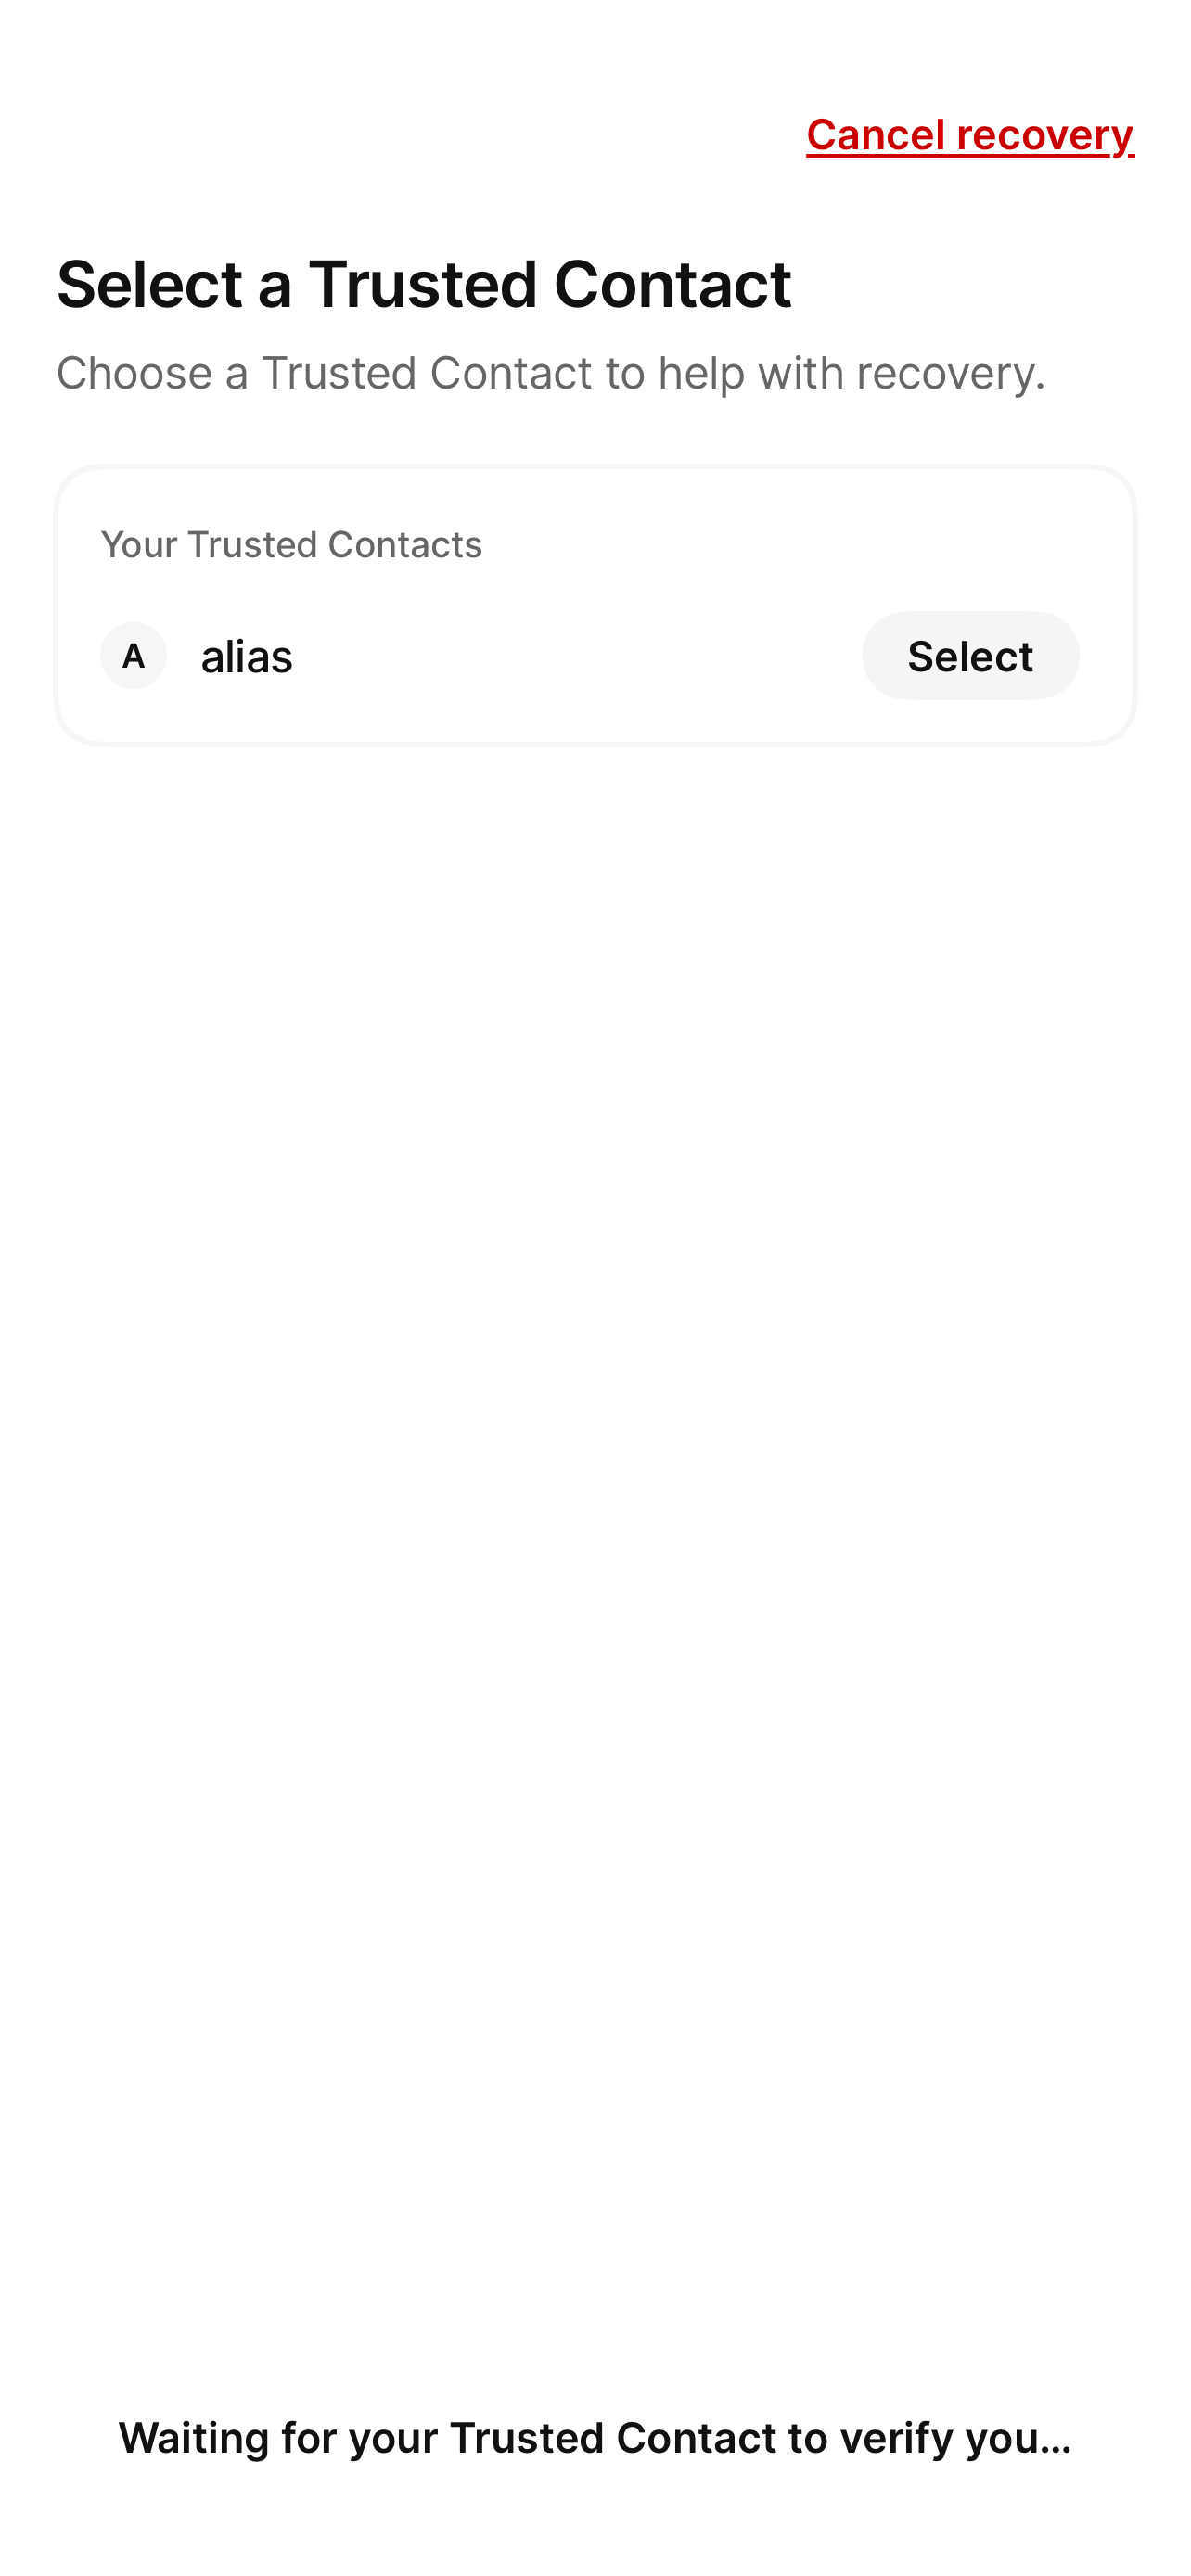 Cancel recovery
Select a Trusted Contact
Choose a Trusted Contact to help with recovery.
Your Trusted Contacts
A alias Select
Waiting for your Trusted Contact to verify you...